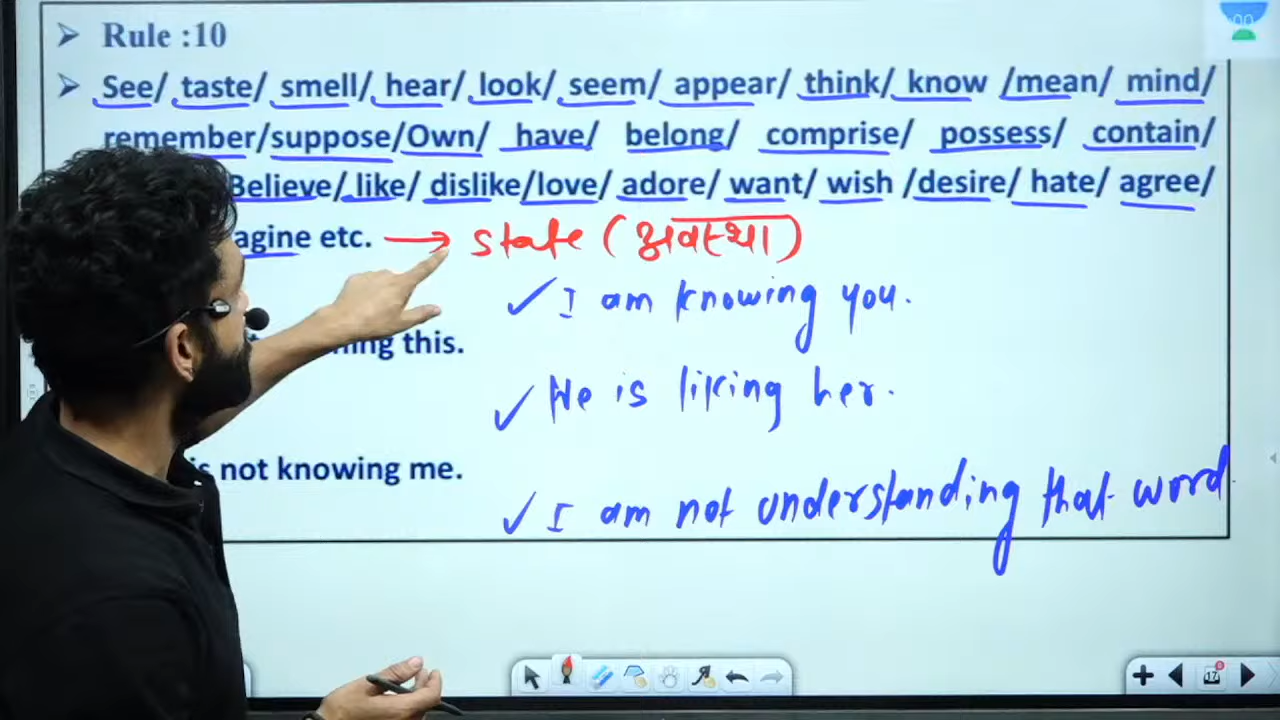 Rule :10
See/ taste/ smell/ hear/ look/ seem/ appear/ think/ know /mean/ mind/
remember/suppose/Own/ have/ belong/ comprise/ possess/ contain/
Believe/ like/ dislike/love/ adore/ want/ wish /desire/ hate/ agree/
agine etc. → state (अवस्था)
✓ I am knowing you.
this.
✓ He is liking her.
is not knowing me.
✓ I am not understanding that word.
17